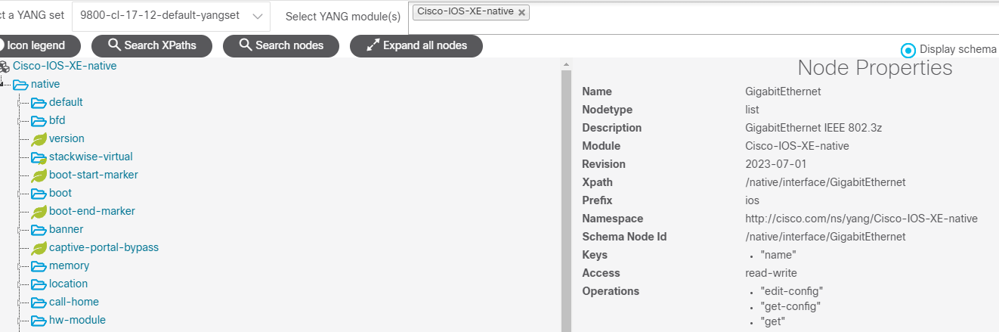 ct a YANG set 9800-cl-17-12-default-yangset Select YANG module(s) Cisco-IOS-XE-native ×
Icon legend Search XPaths Search nodes Expand all nodes
Display schema
Cisco-IOS-XE-native
native
default
bfd
version
stackwise-virtual
boot-start-marker
boot
boot-end-marker
banner
captive-portal-bypass
memory
location
call-home
hw-module
Node Properties
Name GigabitEthernet
Nodetype list
Description GigabitEthernet IEEE 802.3z
Module Cisco-IOS-XE-native
Revision 2023-07-01
Xpath /native/interface/GigabitEthernet
Prefix ios
Namespace http://cisco.com/ns/yang/Cisco-IOS-XE-native
Schema Node Id /native/interface/GigabitEthernet
Keys • "name"
Access read-write
Operations • "edit-config"
• "get-config"
• "get"